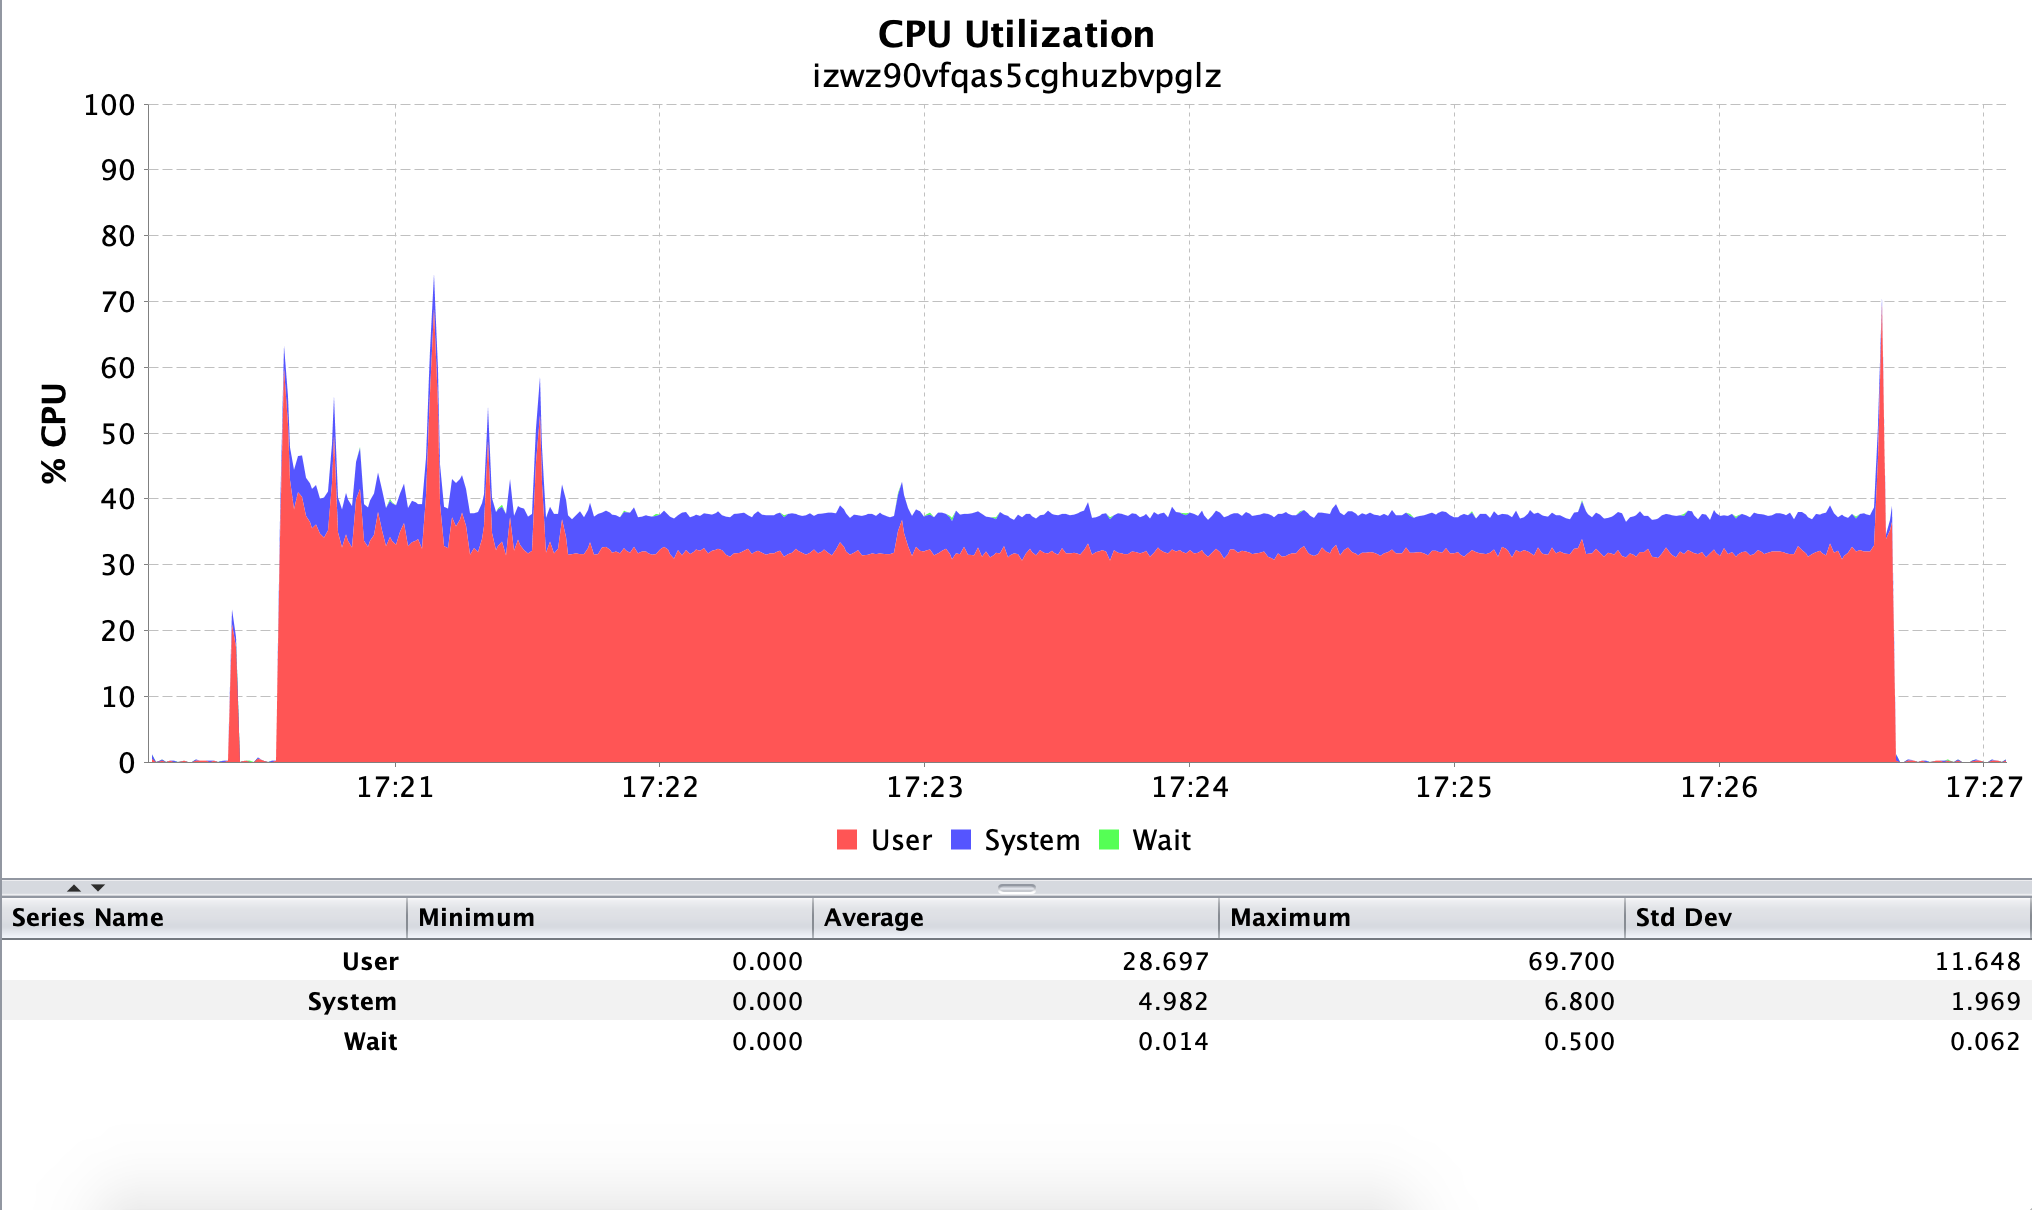 CPU Utilization
izwz90vfqas5cghuzbvpglz
100
90
80
70
60
50
40
30
20
10
0
% CPU
17:21 17:22 17:23 17:24 17:25 17:26 17:27
User System Wait
Series Name Minimum Average Maximum Std Dev
User 0.000 28.697 69.700 11.648
System 0.000 4.982 6.800 1.969
Wait 0.000 0.014 0.500 0.062